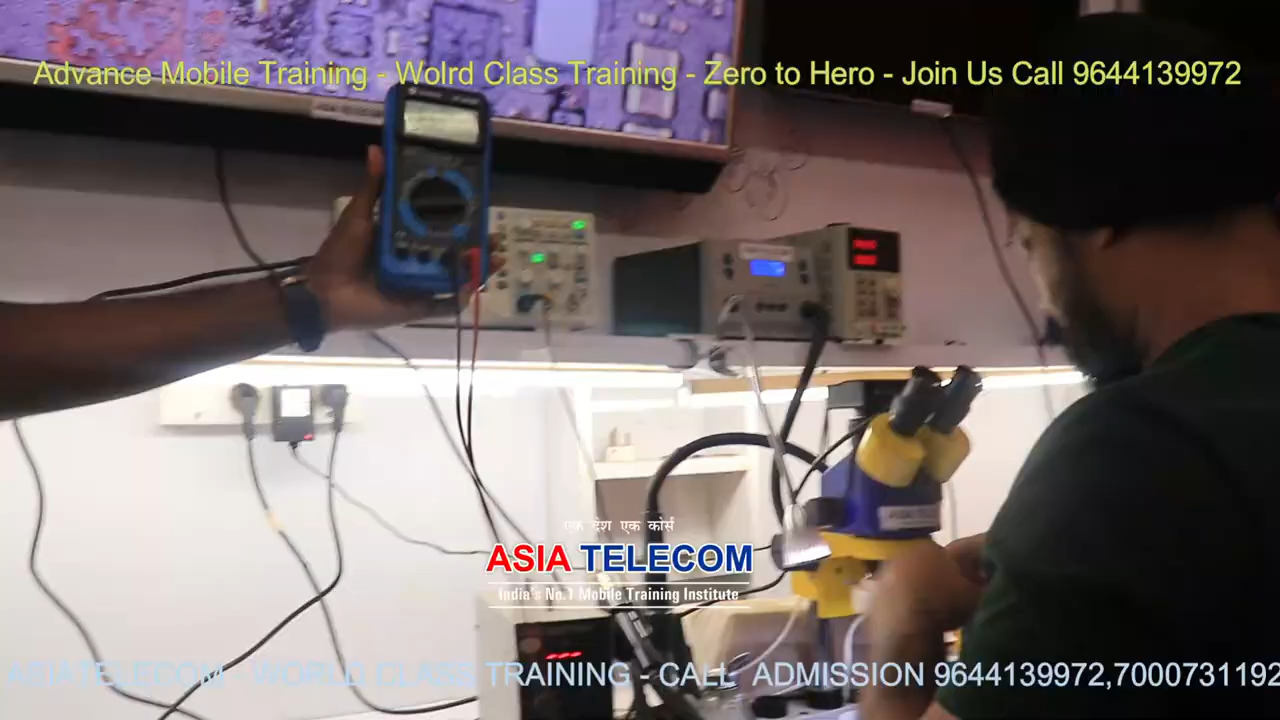 Advance Mobile Training - Wolrd Class Training - Zero to Hero - Join Us Call 9644139972
एक देश एक कोर्स
ASIA TELECOM
India's No.1 Mobile Training Institute
ASIATELECOM - WORLD CLASS TRAINING - CALL ADMISSION 9644139972,7000731192